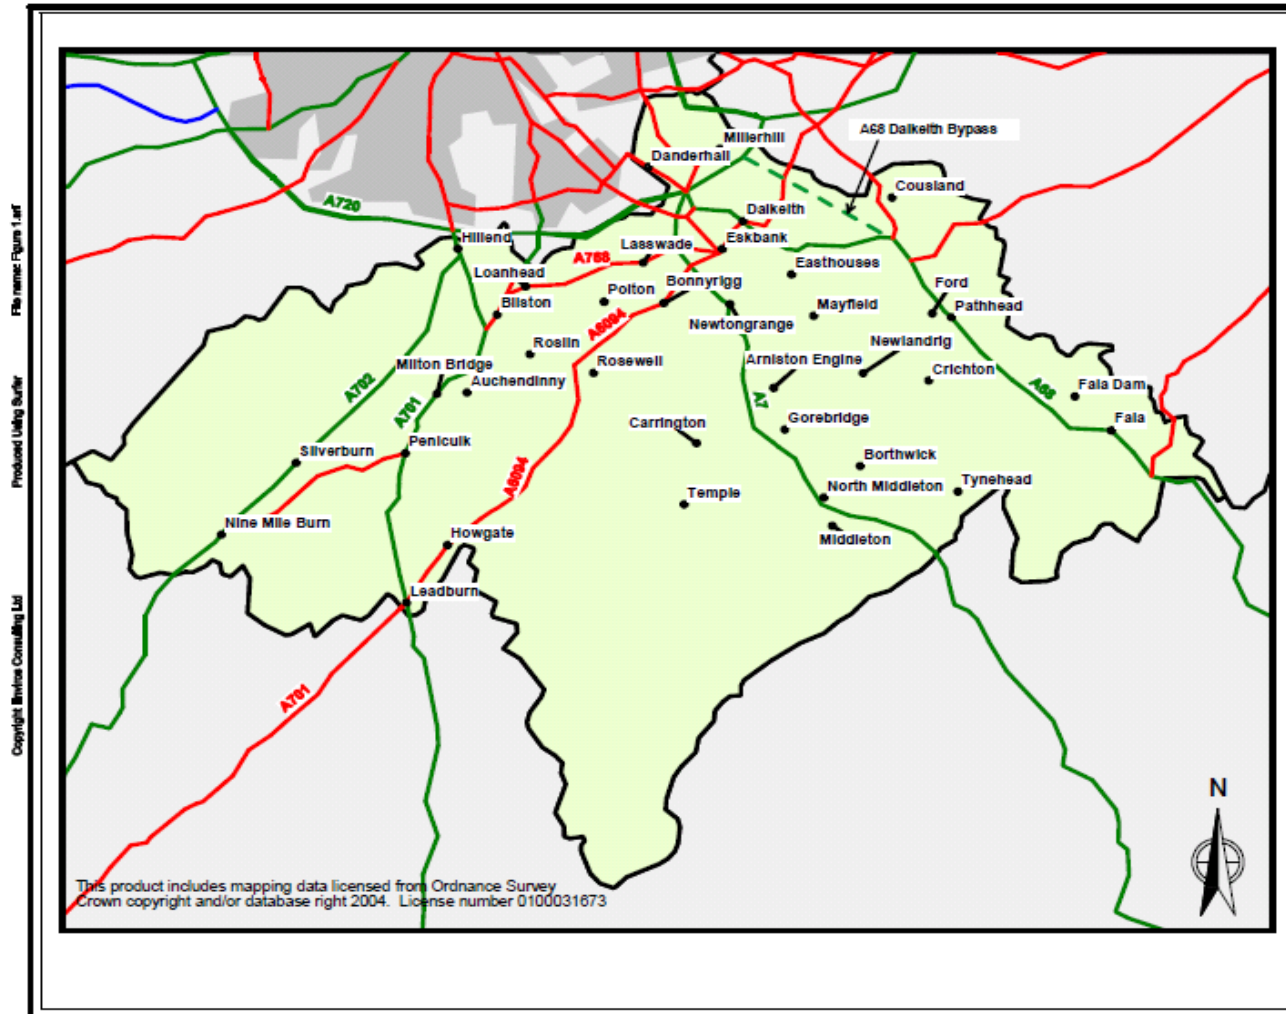 A68 Dalkeith Bypass
Millerhill
Danderhall
Cousland
A720
Dalkeith
Hillend
Lasswade
Eskbank
A768
Easthouses
Loanhead
Polton
Bonnyrigg
Ford
Bilston
Mayfield
Pathhead
A6094
Newtongrange
Roslin
Newlandrig
Milton Bridge
Rosewell
Arniston Engine
Crichton
A702
Auchendinny
A68
Fala Dam
A701
A7
Carrington
Gorebridge
Fala
Silverburn
Penicuik
Borthwick
A6094
Temple
North Middleton
Tynehead
Nine Mile Burn
Howgate
Middleton
Leadburn
A701
N
This product includes mapping data licensed from Ordnance Survey
Crown copyright and/or database right 2004. License number 0100031673
Copyright Enviros Consulting Ltd
Produced Using Surfer
File name: Figure 1.srf